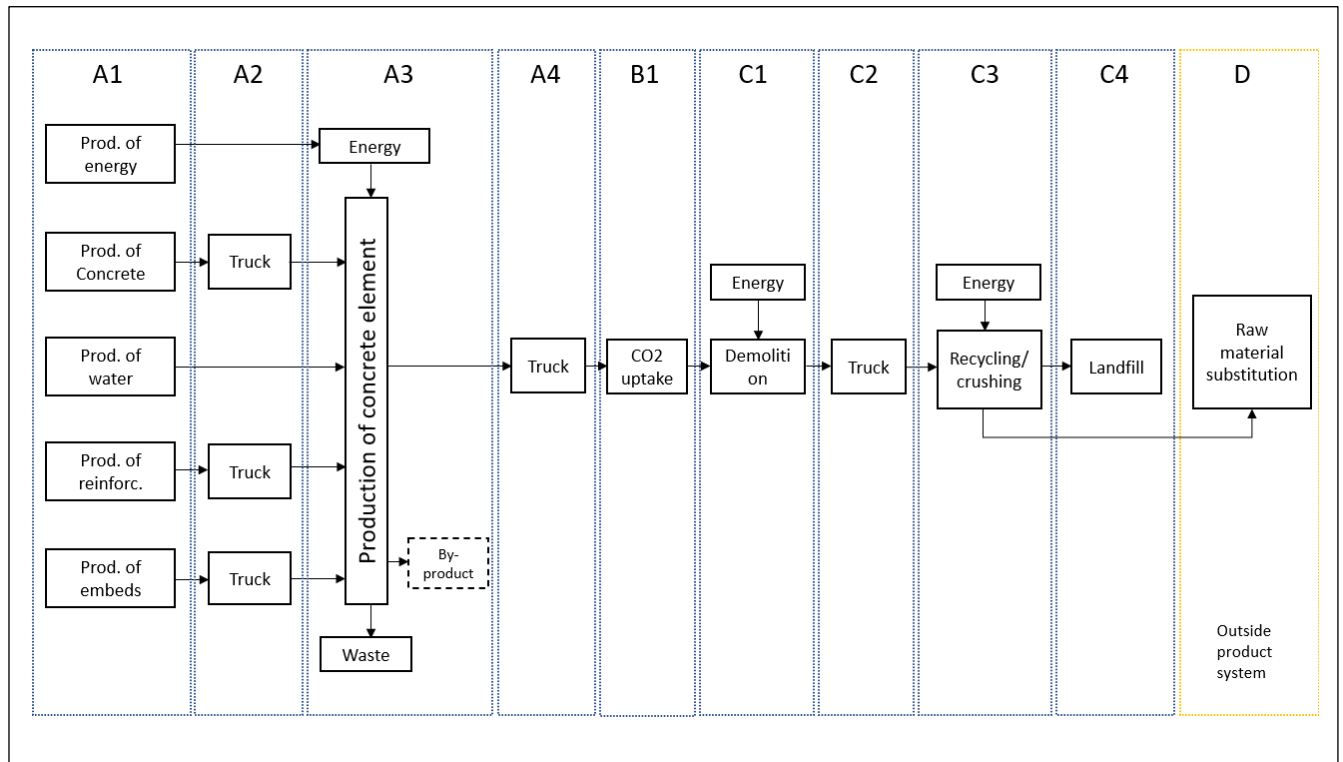 A1
A2
A3
A4
B1
C1
C2
C3
C4
D
Prod. of
energy
Energy
Prod. of
Concrete
Truck
Production of concrete element
Energy
Energy
Prod. of
water
Truck
CO2
uptake
Demoliti
on
Truck
Recycling/
crushing
Landfill
Raw
material
substitution
Prod. of
reinforc.
Truck
By-
product
Prod. of
embeds
Truck
Waste
Outside
product
system